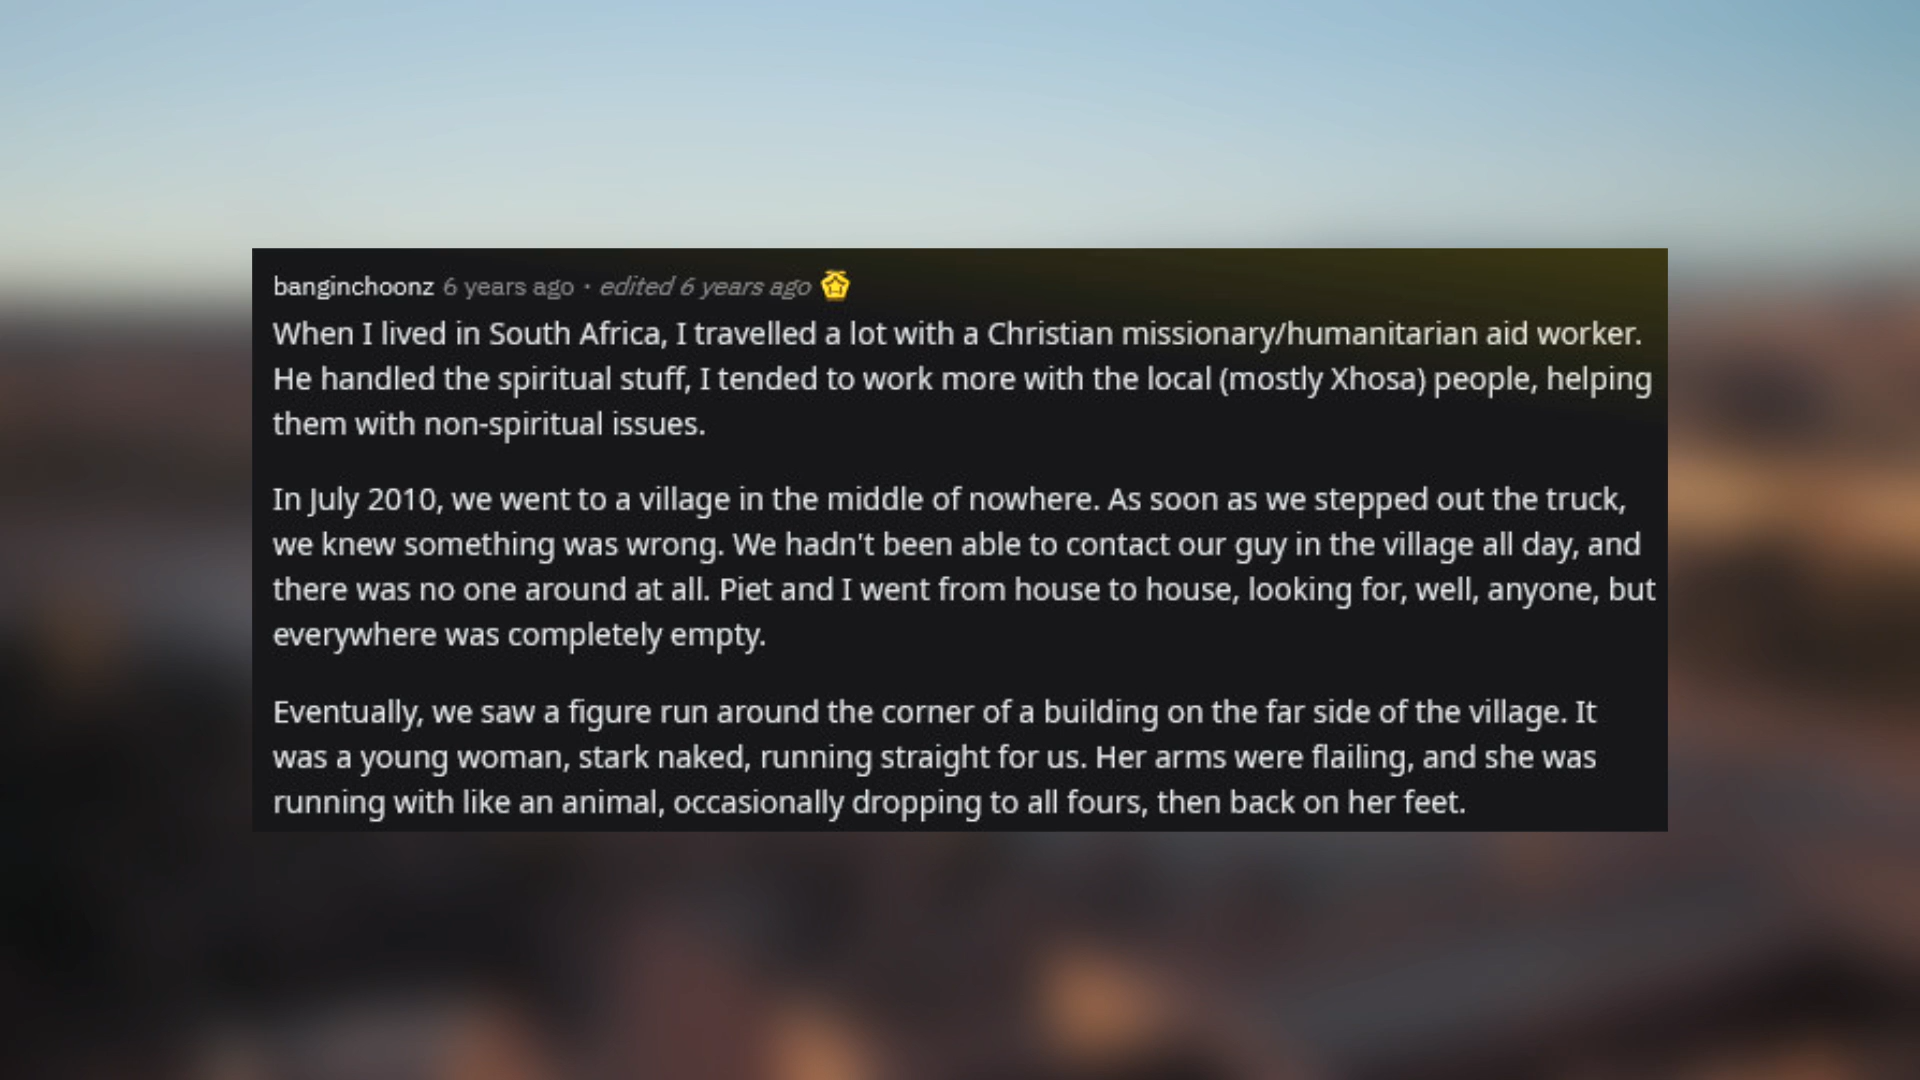 banginchoonz 6 years ago · edited 6 years ago
When I lived in South Africa, I travelled a lot with a Christian missionary/humanitarian aid worker.
He handled the spiritual stuff, I tended to work more with the local (mostly Xhosa) people, helping
them with non-spiritual issues.
In July 2010, we went to a village in the middle of nowhere. As soon as we stepped out the truck,
we knew something was wrong. We hadn't been able to contact our guy in the village all day, and
there was no one around at all. Piet and I went from house to house, looking for, well, anyone, but
everywhere was completely empty.
Eventually, we saw a figure run around the corner of a building on the far side of the village. It
was a young woman, stark naked, running straight for us. Her arms were flailing, and she was
running with like an animal, occasionally dropping to all fours, then back on her feet.